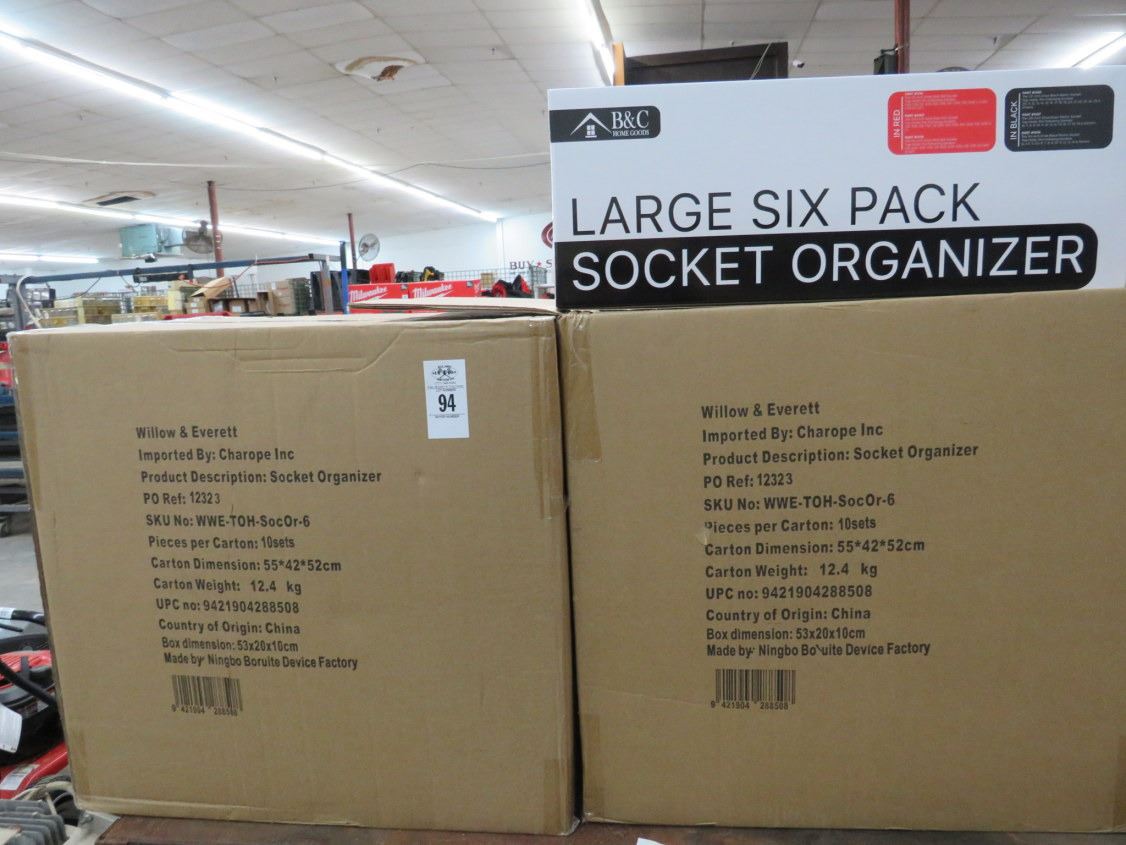 B&C
HOME GOODS
IN RED
IN BLACK
LARGE SIX PACK
SOCKET ORGANIZER
BUY ★ S
Milwaukee
Milwaukee
94
Willow & Everett
Imported By: Charope Inc
Product Description: Socket Organizer
PO Ref: 12323
SKU No: WWE-TOH-SocOr-6
Pieces per Carton: 10sets
Carton Dimension: 55*42*52cm
Carton Weight: 12.4 kg
UPC no: 9421904288508
Country of Origin: China
Box dimension: 53x20x10cm
Made by: Ningbo Boruite Device Factory
9 421904 288508
Willow & Everett
Imported By: Charope Inc
Product Description: Socket Organizer
PO Ref: 12323
SKU No: WWE-TOH-SocOr-6
Pieces per Carton: 10sets
Carton Dimension: 55*42*52cm
Carton Weight: 12.4 kg
UPC no: 9421904288508
Country of Origin: China
Box dimension: 53x20x10cm
Made by: Ningbo Boruite Device Factory
9 421904 288508